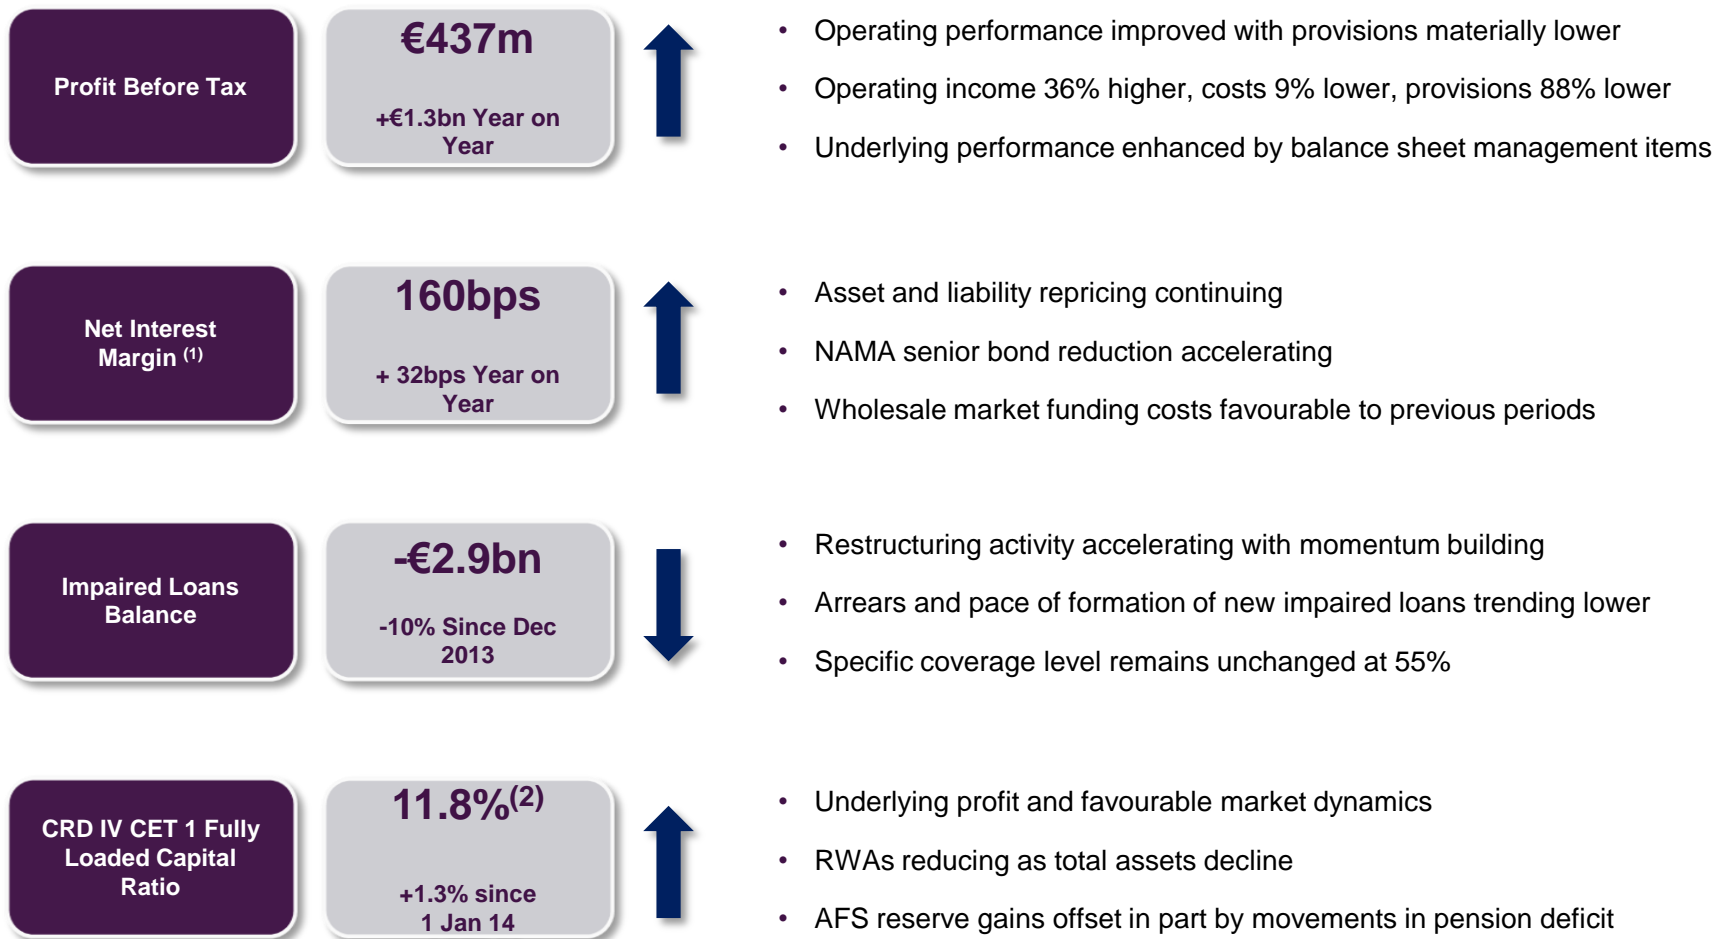 Profit Before Tax
€437m
+€1.3bn Year on
Year
• Operating performance improved with provisions materially lower
• Operating income 36% higher, costs 9% lower, provisions 88% lower
• Underlying performance enhanced by balance sheet management items
Net Interest
Margin (1)
160bps
+ 32bps Year on
Year
• Asset and liability repricing continuing
• NAMA senior bond reduction accelerating
• Wholesale market funding costs favourable to previous periods
Impaired Loans
Balance
-€2.9bn
-10% Since Dec
2013
• Restructuring activity accelerating with momentum building
• Arrears and pace of formation of new impaired loans trending lower
• Specific coverage level remains unchanged at 55%
CRD IV CET 1 Fully
Loaded Capital
Ratio
11.8%(2)
+1.3% since
1 Jan 14
• Underlying profit and favourable market dynamics
• RWAs reducing as total assets decline
• AFS reserve gains offset in part by movements in pension deficit